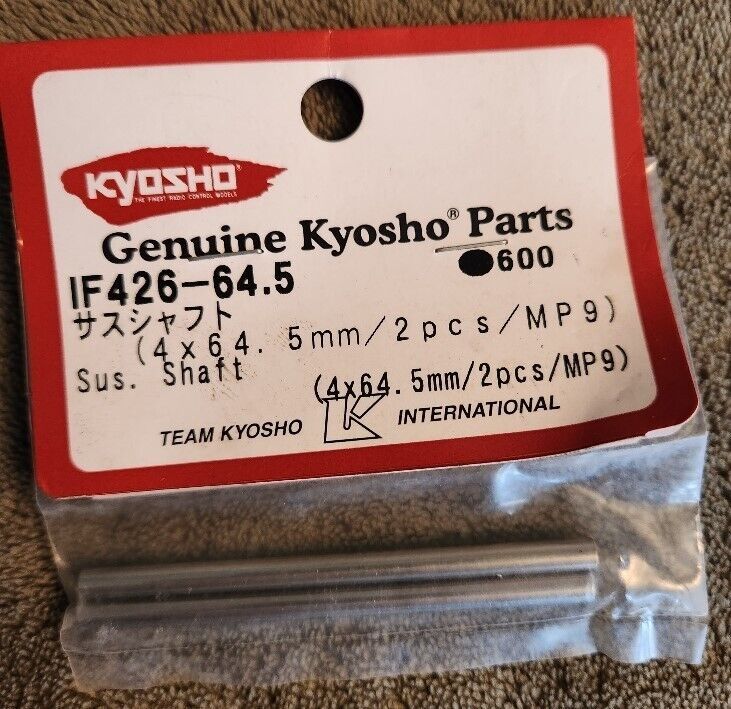 KYOSHO®
THE FINEST RADIO CONTROL MODELS
Genuine Kyosho® Parts
IF426-64.5 ●600
サスシャフト
(4x64.5mm/2pcs/MP9)
Sus. Shaft (4x64.5mm/2pcs/MP9)
TEAM KYOSHO K INTERNATIONAL